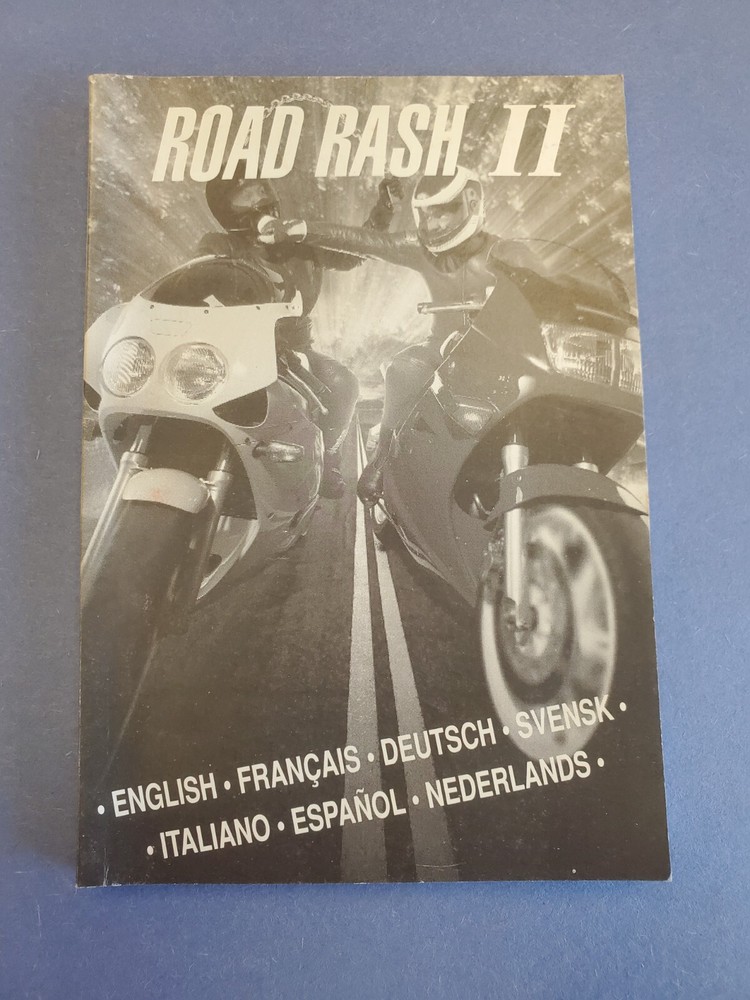 ROAD RASH II
• ENGLISH • FRANÇAIS • DEUTSCH • SVENSK •
• ITALIANO • ESPAÑOL • NEDERLANDS •